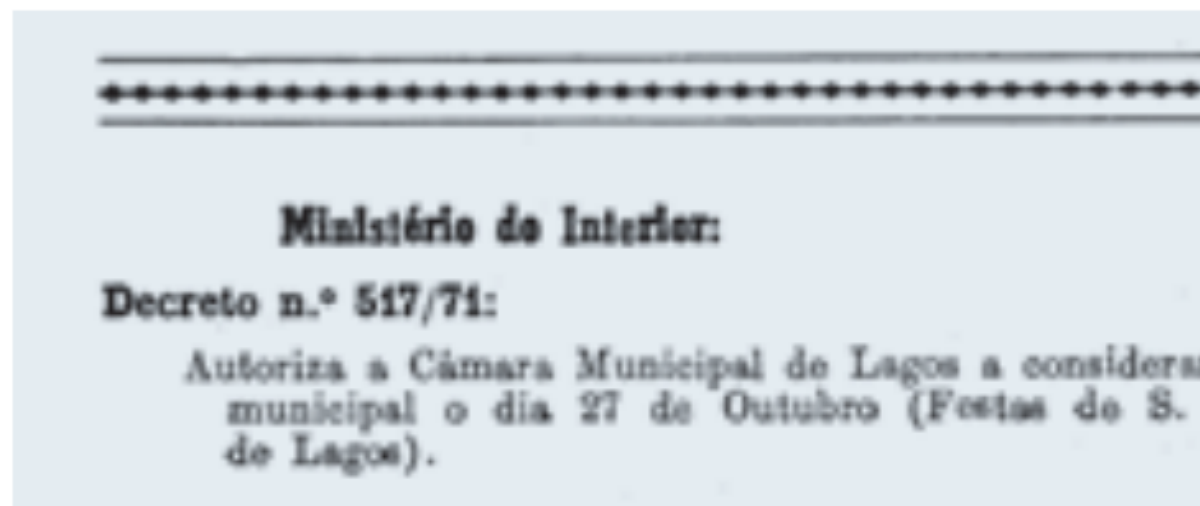 Ministério do Interior:
Decreto n.º 517/71:
Autoriza a Câmara Municipal de Lagos a
municipal o dia 27 de Outubro (Festas de S.
de Lagos).